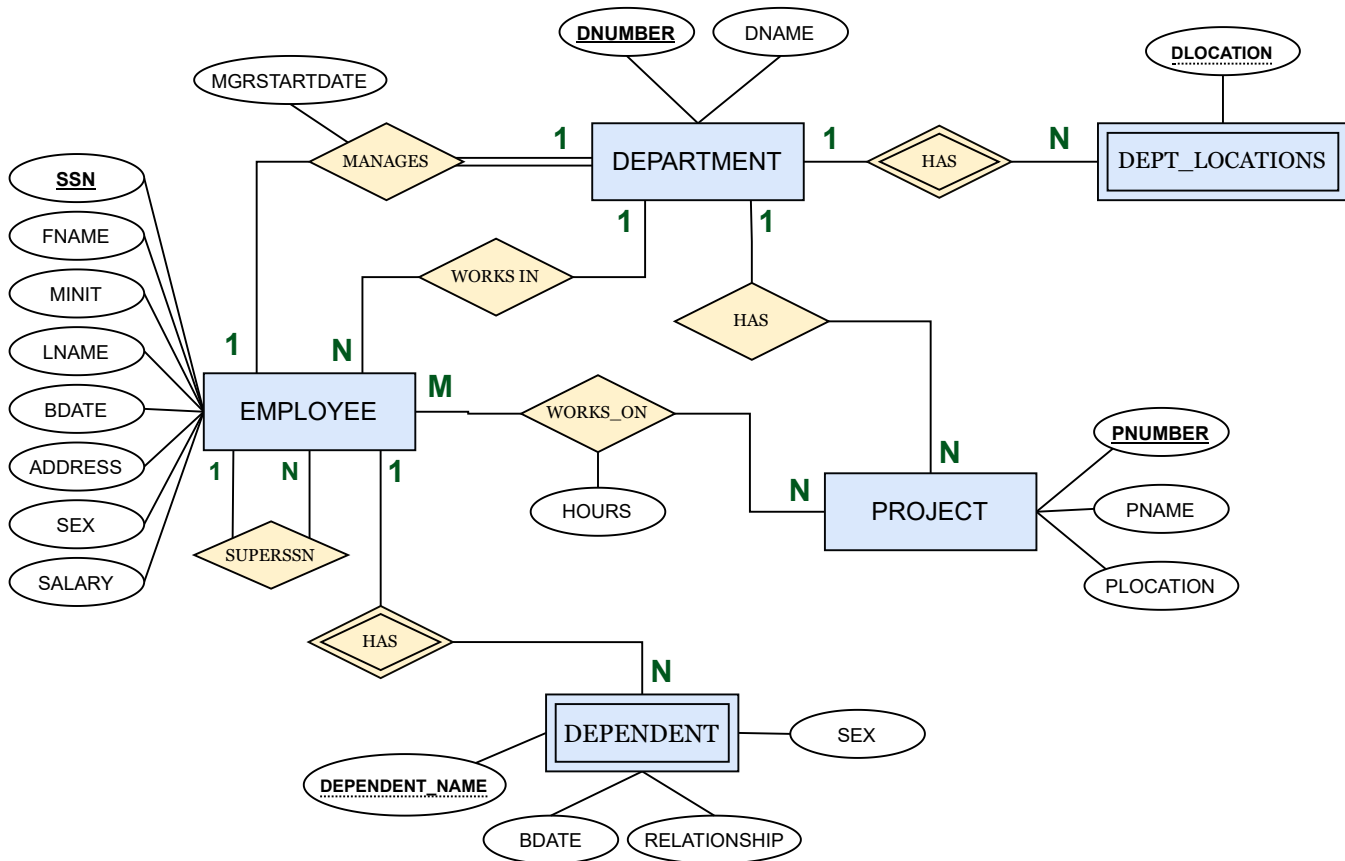 DNUMBER
DNAME
DLOCATION
MGRSTARTDATE
1
1
N
MANAGES
DEPARTMENT
HAS
DEPT_LOCATIONS
SSN
FNAME
MINIT
LNAME
BDATE
ADDRESS
SEX
SALARY
1
1
WORKS IN
HAS
1
N
M
EMPLOYEE
WORKS_ON
PNUMBER
N
1
N
1
N
HOURS
PROJECT
PNAME
SUPERSSN
PLOCATION
HAS
N
DEPENDENT
SEX
DEPENDENT_NAME
BDATE
RELATIONSHIP